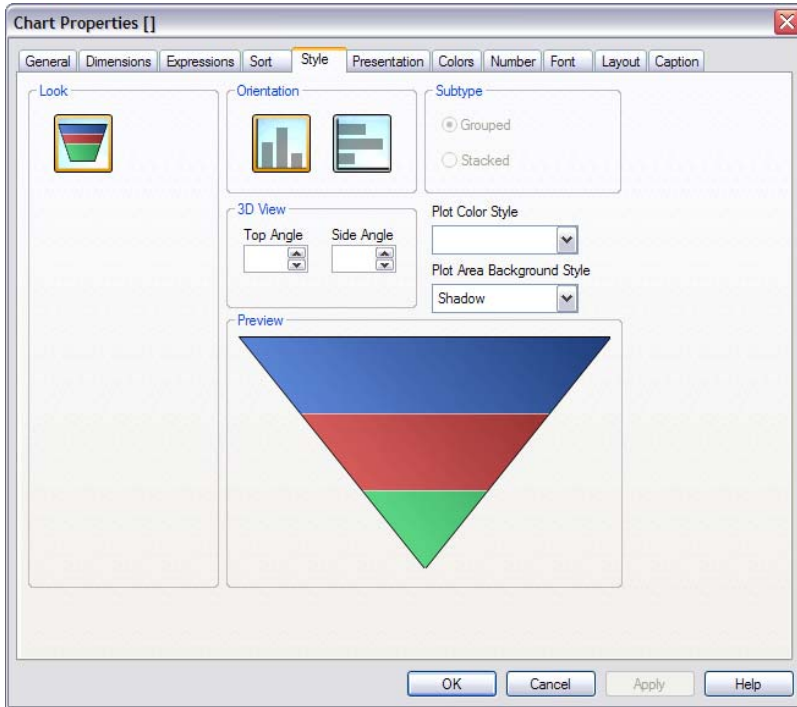 Chart Properties []
General Dimensions Expressions Sort Style Presentation Colors Number Font Layout Caption
Look
Orientation
Subtype
Grouped
Stacked
3D View
Top Angle Side Angle
Plot Color Style
Plot Area Background Style
Shadow
Preview
OK Cancel Apply Help